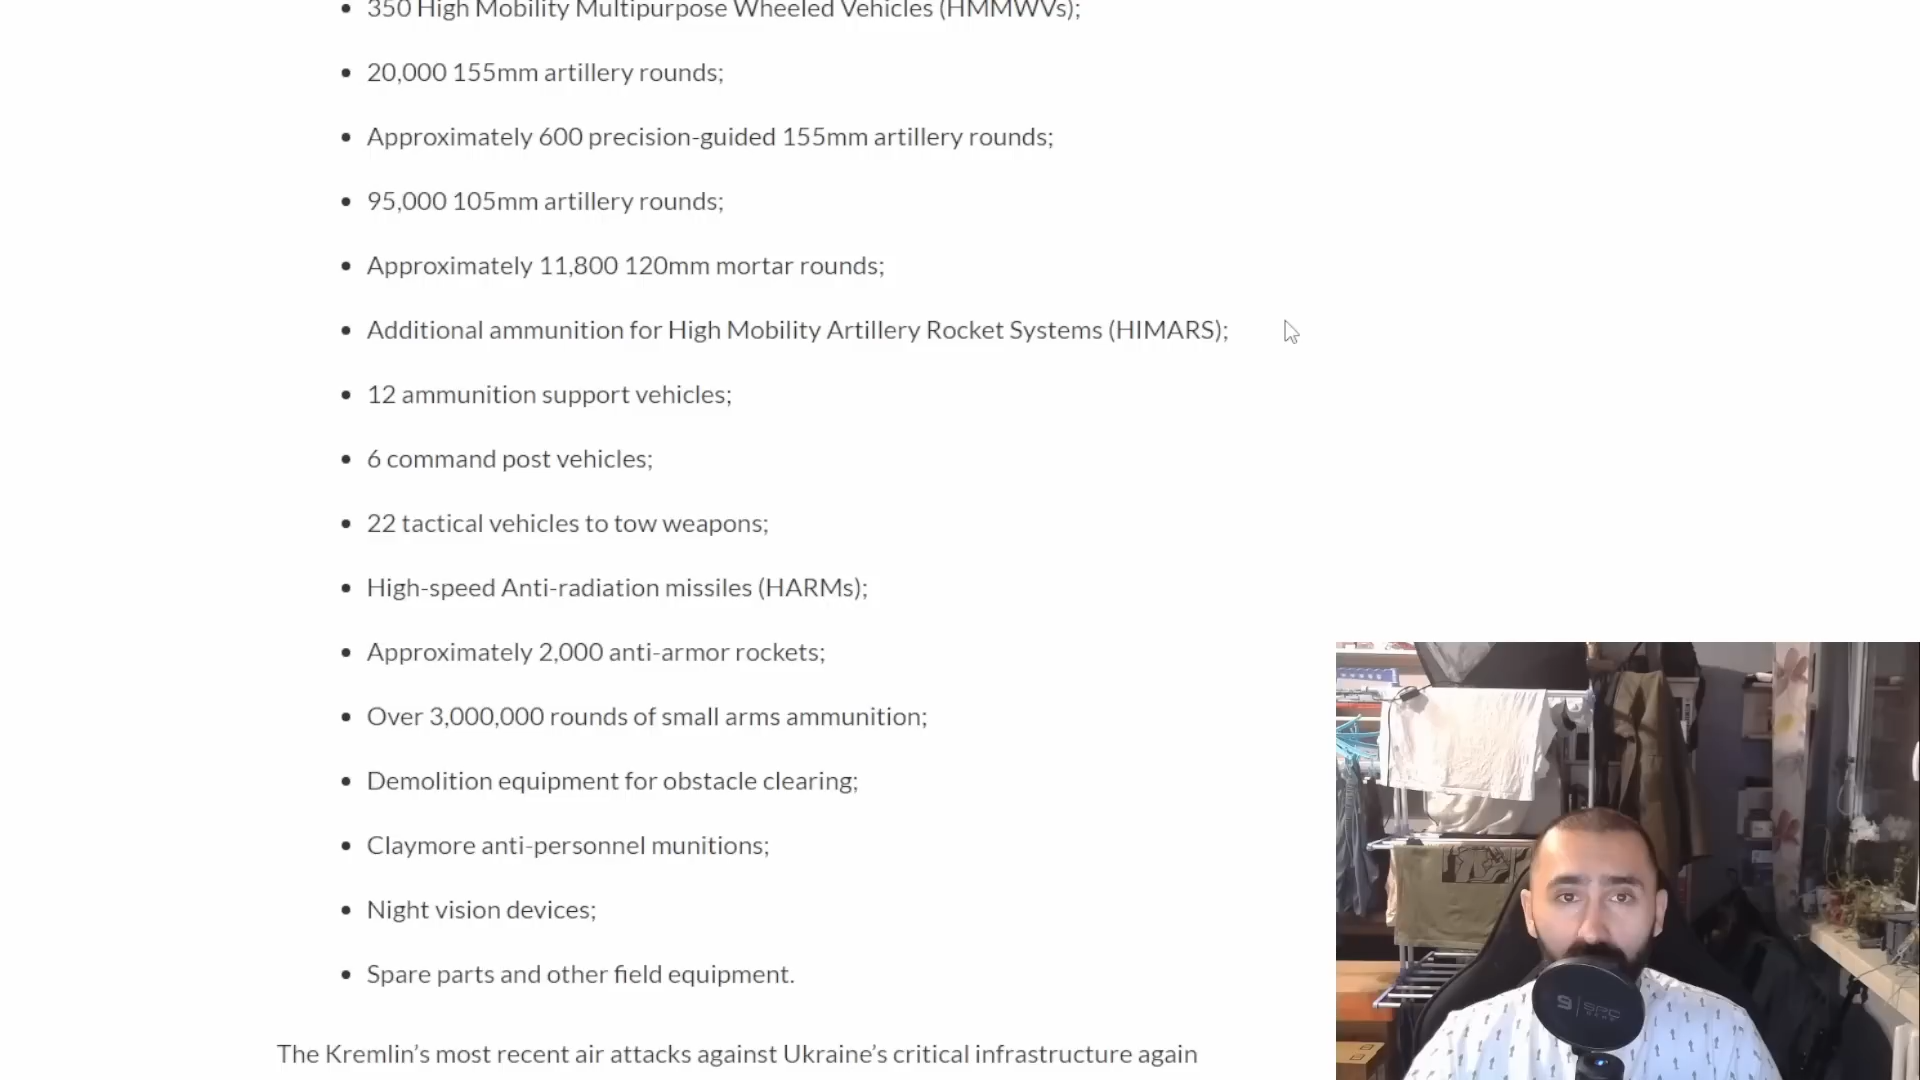 350 High Mobility Multipurpose Wheeled Vehicles (HMMWVs);
20,000 155mm artillery rounds;
Approximately 600 precision-guided 155mm artillery rounds;
95,000 105mm artillery rounds;
Approximately 11,800 120mm mortar rounds;
Additional ammunition for High Mobility Artillery Rocket Systems (HIMARS);
12 ammunition support vehicles;
6 command post vehicles;
22 tactical vehicles to tow weapons;
High-speed Anti-radiation missiles (HARMs);
Approximately 2,000 anti-armor rockets;
Over 3,000,000 rounds of small arms ammunition;
Demolition equipment for obstacle clearing;
Claymore anti-personnel munitions;
Night vision devices;
Spare parts and other field equipment.
The Kremlin’s most recent air attacks against Ukraine’s critical infrastructure again
SPC